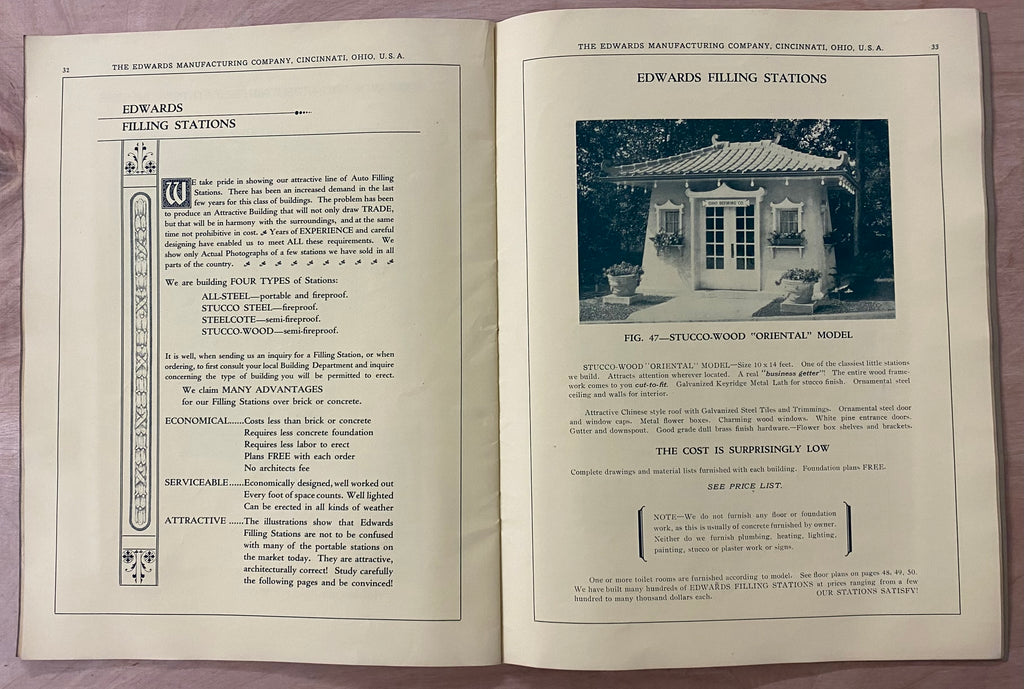 32
THE EDWARDS MANUFACTURING COMPANY, CINCINNATI, OHIO, U.S.A.
EDWARDS
FILLING STATIONS
WE take pride in showing our attractive line of Auto Filling
Stations. There has been an increased demand in the last
few years for this class of buildings. The problem has been
to produce an Attractive Building that will not only draw TRADE,
but that will be in harmony with the surroundings, and at the same
time not prohibitive in cost. Years of EXPERIENCE and careful
designing have enabled us to meet ALL these requirements. We
show only Actual Photographs of a few stations we have sold in all
parts of the country.
We are building FOUR TYPES of Stations:
ALL-STEEL—portable and fireproof.
STUCCO STEEL—fireproof.
STEELCOTE—semi-fireproof.
STUCCO-WOOD—semi-fireproof.
It is well, when sending us an inquiry for a Filling Station, or when
ordering, to first consult your local Building Department and inquire
concerning the type of building you will be permitted to erect.
We claim MANY ADVANTAGES
for our Filling Stations over brick or concrete.
ECONOMICAL......Costs less than brick or concrete
Requires less concrete foundation
Requires less labor to erect
Plans FREE with each order
No architects fee
SERVICEABLE......Economically designed, well worked out
Every foot of space counts. Well lighted
Can be erected in all kinds of weather
ATTRACTIVE ......The illustrations show that Edwards
Filling Stations are not to be confused
with many of the portable stations on
the market today. They are attractive,
architecturally correct! Study carefully
the following pages and be convinced!
THE EDWARDS MANUFACTURING COMPANY, CINCINNATI, OHIO, U.S.A.
33
EDWARDS FILLING STATIONS
OHIO REFINING CO.
FIG. 47—STUCCO-WOOD "ORIENTAL" MODEL
STUCCO-WOOD "ORIENTAL" MODEL—Size 10 x 14 feet. One of the classiest little stations
we build. Attracts attention wherever located. A real "business getter"! The entire wood frame-
work comes to you cut-to-fit. Galvanized Keyridge Metal Lath for stucco finish. Ornamental steel
ceiling and walls for interior.
Attractive Chinese style roof with Galvanized Steel Tiles and Trimmings. Ornamental steel door
and window caps. Metal flower boxes. Charming wood windows. White pine entrance doors.
Gutter and downspout. Good grade dull brass finish hardware.—Flower box shelves and brackets.
THE COST IS SURPRISINGLY LOW
Complete drawings and material lists furnished with each building. Foundation plans FREE.
SEE PRICE LIST.
NOTE—We do not furnish any floor or foundation
work, as this is usually of concrete furnished by owner.
Neither do we furnish plumbing, heating, lighting,
painting, stucco or plaster work or signs.
One or more toilet rooms are furnished according to model. See floor plans on pages 48, 49, 50.
We have built many hundreds of EDWARDS FILLING STATIONS at prices ranging from a few
hundred to many thousand dollars each. OUR STATIONS SATISFY!